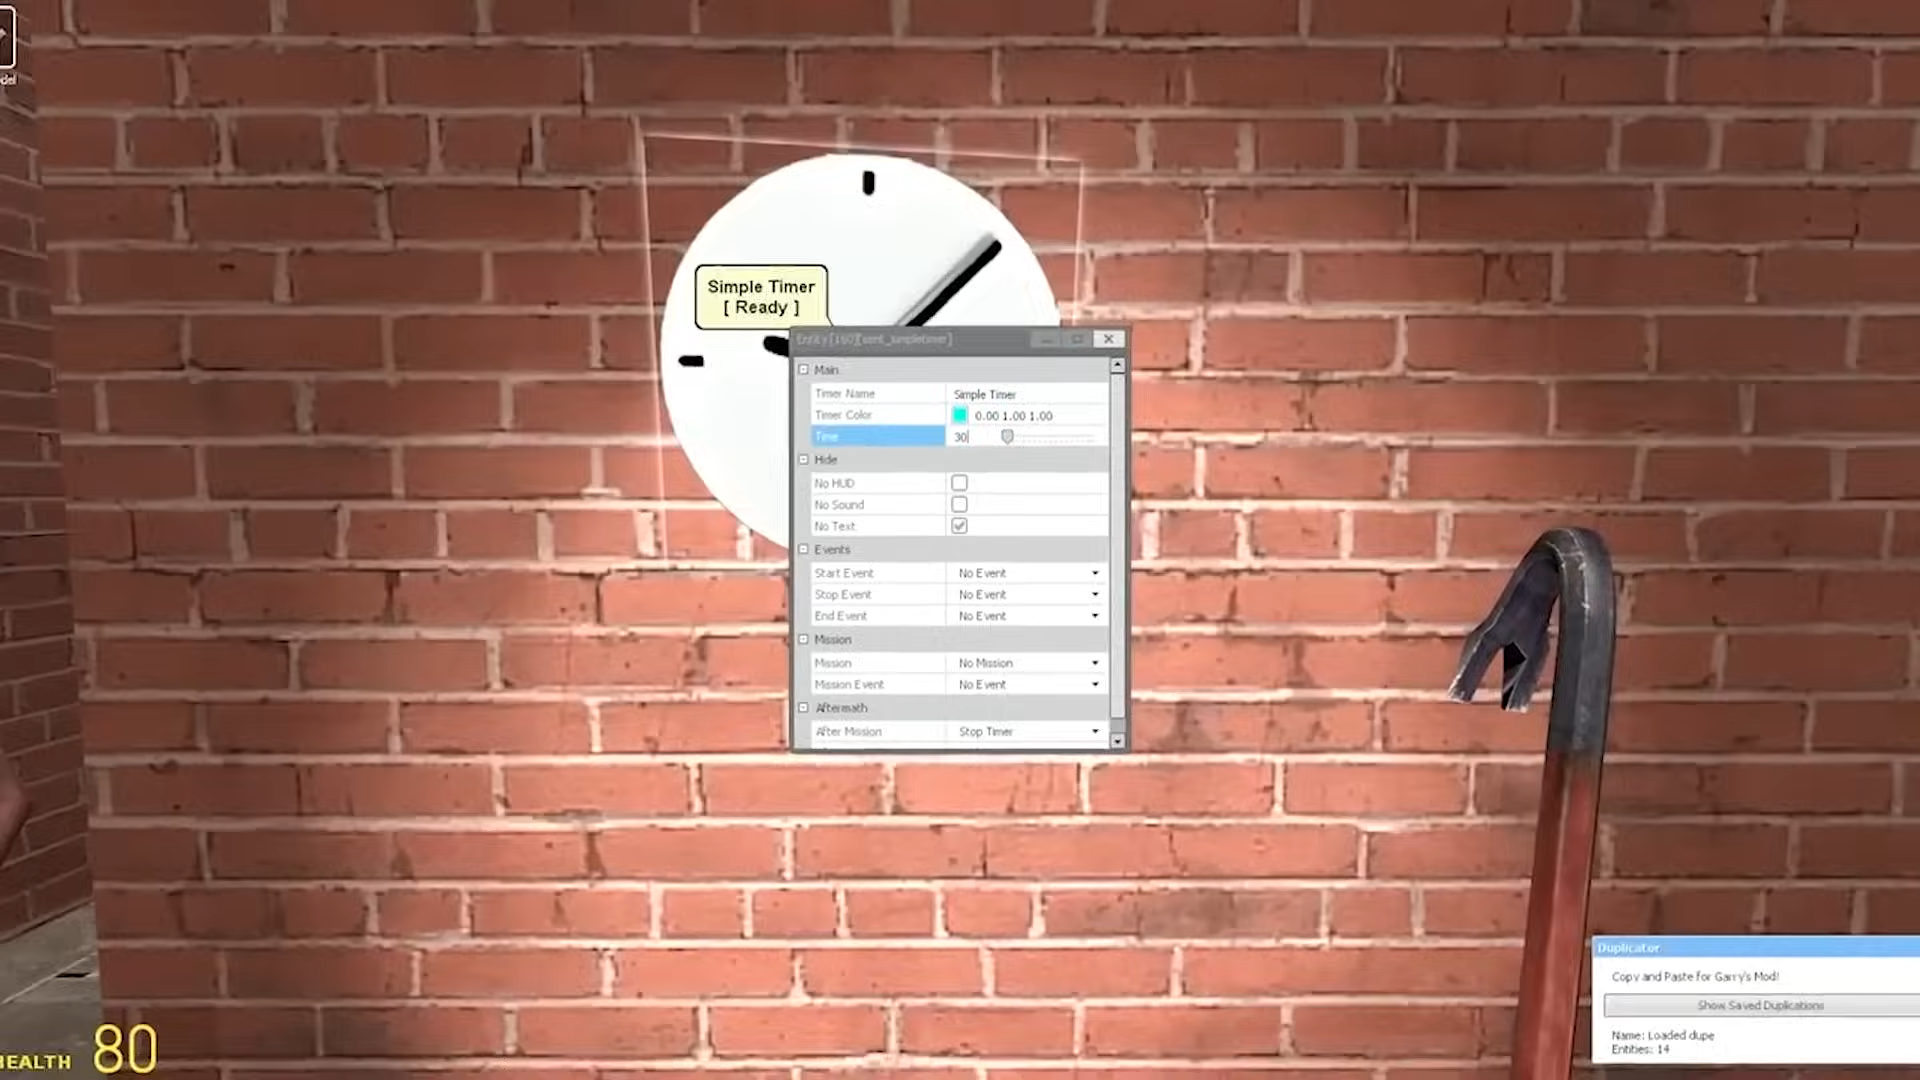 Simple Timer
[ Ready ]
Main
Timer Name Simple Timer
Timer Color 0.00 1.00 1.00
Time 30
Hide
No HUD
No Sound
No Text
Events
Start Event No Event
Stop Event No Event
End Event No Event
Mission
Mission No Mission
Mission Event No Event
Aftermath
After Mission Stop Timer
Duplicator
Copy and Paste for Garry's Mod!
Show Saved Duplications
Name: Loaded dupe
Entities: 14
HEALTH 80